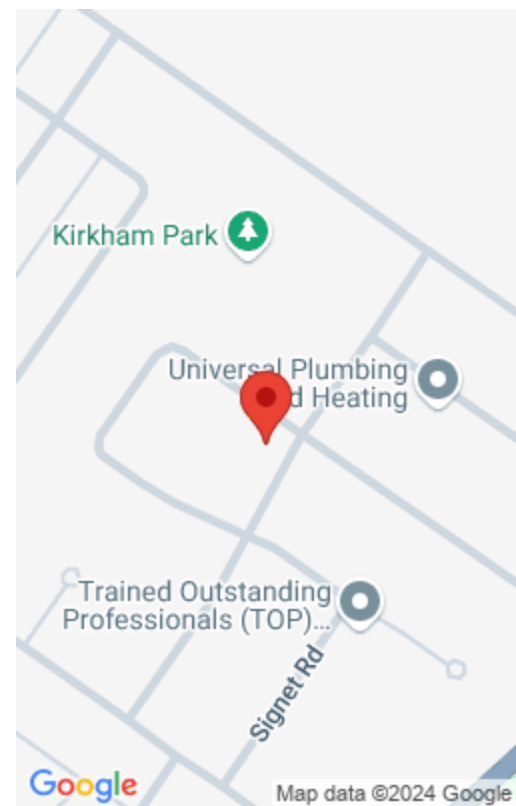 Kirkham Park
Universal Plumbing
d Heating
Trained Outstanding
Professionals (TOP)...
Signet Rd
Google
Map data ©2024 Google